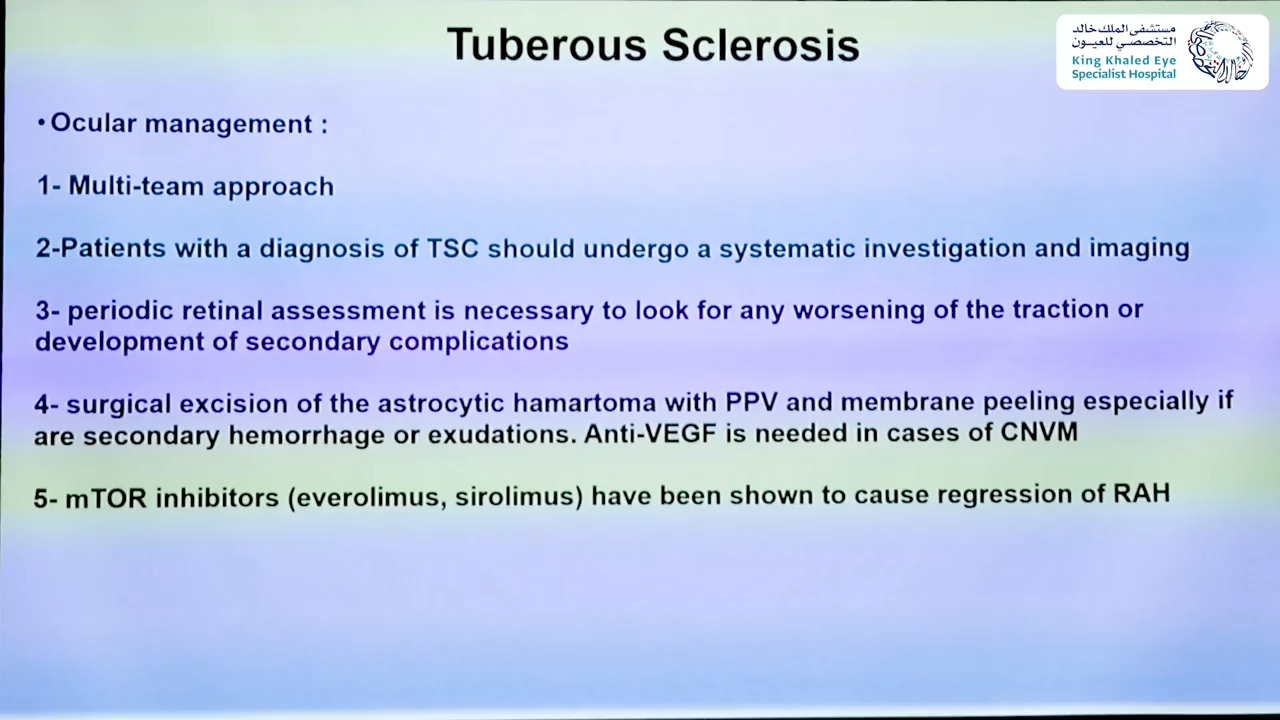 Tuberous Sclerosis
مستشفى الملك خالد
التخصصي للعيون
King Khaled Eye
Specialist Hospital
• Ocular management :
1- Multi-team approach
2-Patients with a diagnosis of TSC should undergo a systematic investigation and imaging
3- periodic retinal assessment is necessary to look for any worsening of the traction or
development of secondary complications
4- surgical excision of the astrocytic hamartoma with PPV and membrane peeling especially if
are secondary hemorrhage or exudations. Anti-VEGF is needed in cases of CNVM
5- mTOR inhibitors (everolimus, sirolimus) have been shown to cause regression of RAH